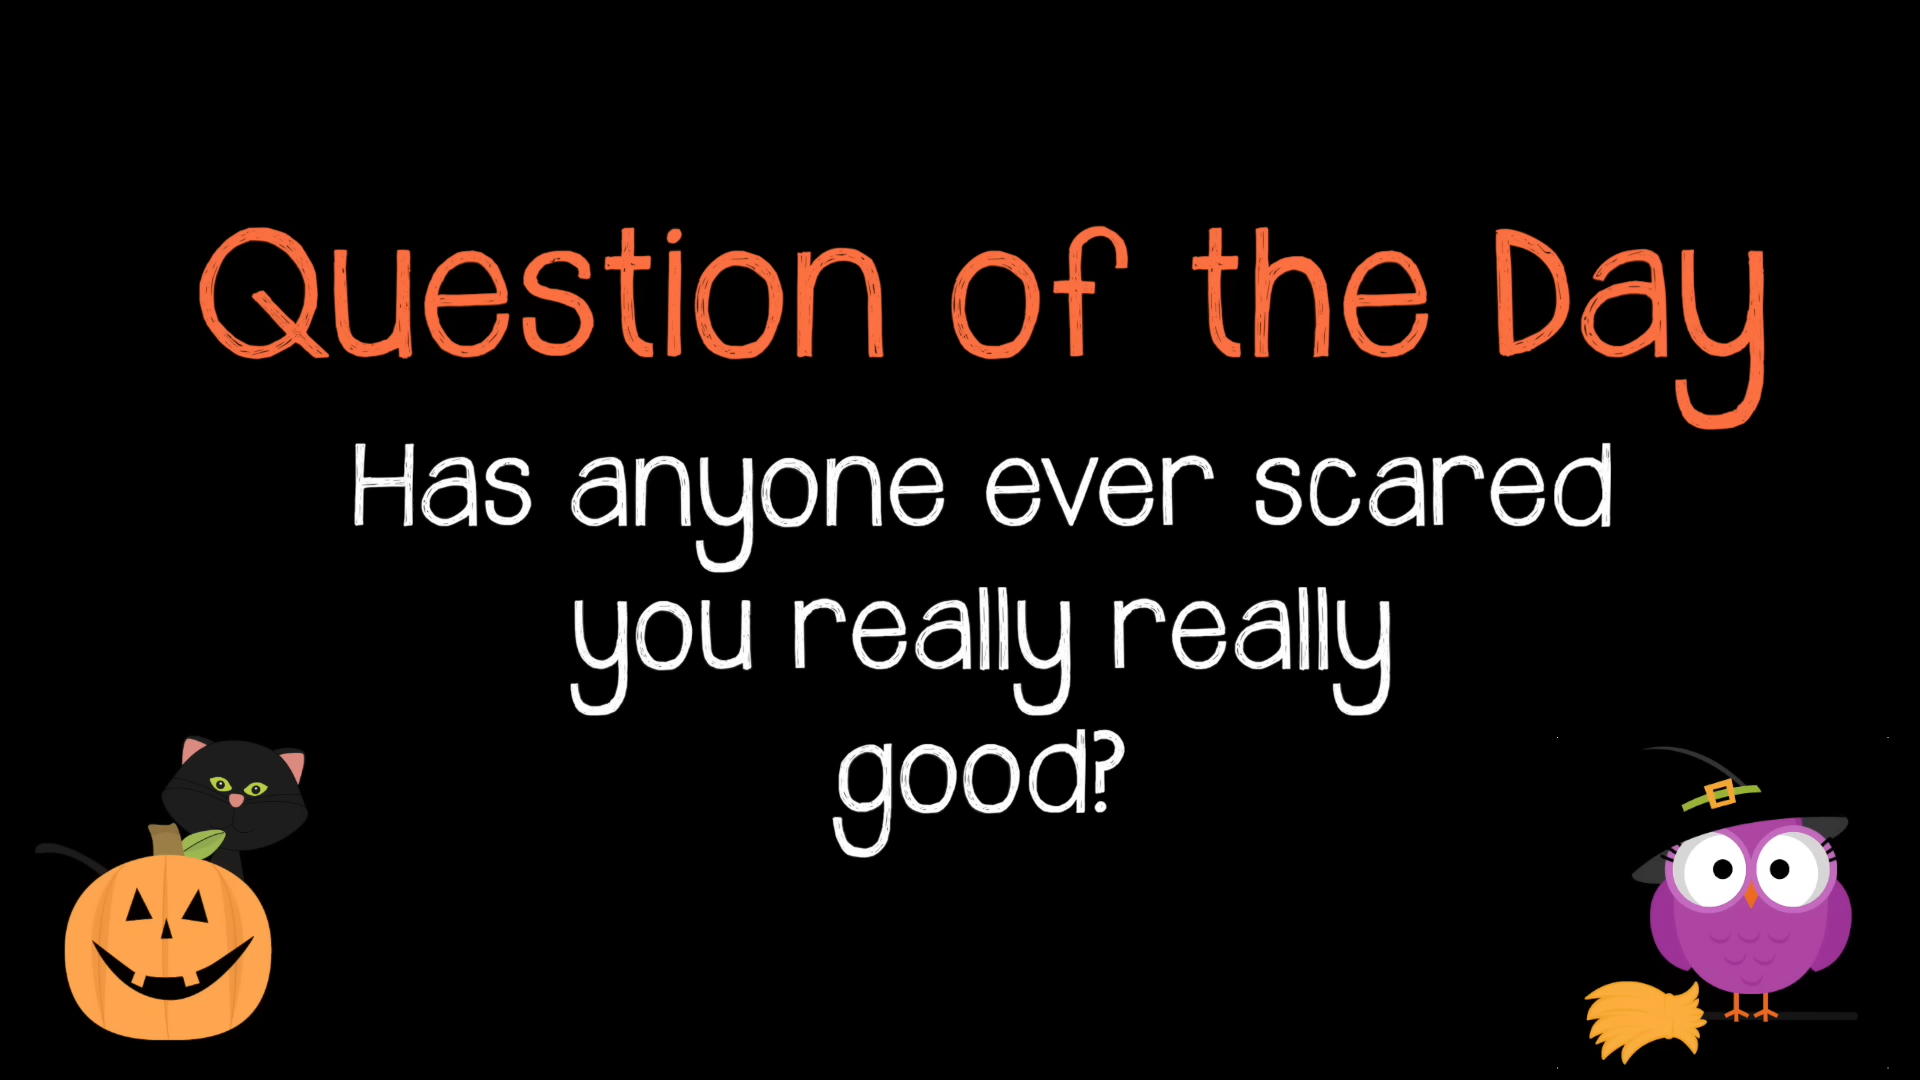 Question of the Day
Has anyone ever scared
you really really
good?